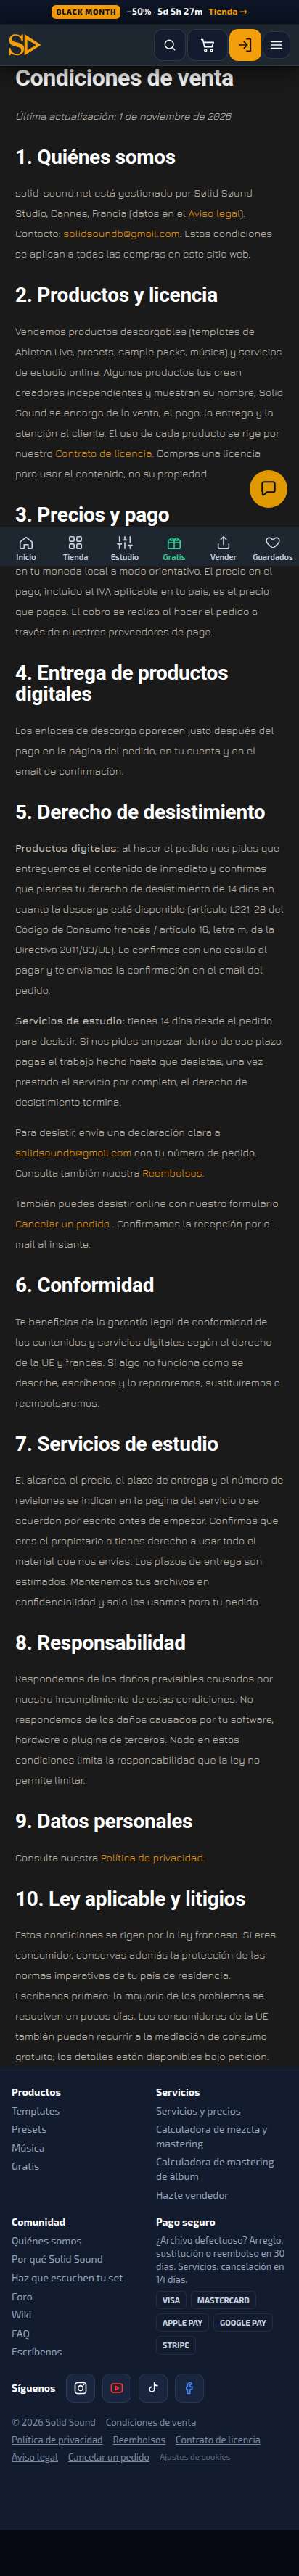 BLACK MONTH −50% · 5d 5h 27m Tienda →
Condiciones de venta
Última actualización: 1 de noviembre de 2026
1. Quiénes somos
solid-sound.net está gestionado por Sølid Søund
Studio, Cannes, Francia (datos en el Aviso legal).
Contacto: solidsoundb@gmail.com. Estas condiciones
se aplican a todas las compras en este sitio web.
2. Productos y licencia
Vendemos productos descargables (templates de
Ableton Live, presets, sample packs, música) y servicios
de estudio online. Algunos productos los crean
creadores independientes y muestran su nombre; Solid
Sound se encarga de la venta, el pago, la entrega y la
atención al cliente. El uso de cada producto se rige por
nuestro Contrato de licencia. Compras una licencia
para usar el contenido, no su propiedad.
3. Precios y pago
Inicio Tienda Estudio Gratis Vender Guardados
en tu moneda local a modo orientativo. El precio en el
pago, incluido el IVA aplicable en tu país, es el precio
que pagas. El cobro se realiza al hacer el pedido a
través de nuestros proveedores de pago.
4. Entrega de productos
digitales
Los enlaces de descarga aparecen justo después del
pago en la página del pedido, en tu cuenta y en el
email de confirmación.
5. Derecho de desistimiento
Productos digitales: al hacer el pedido nos pides que
entreguemos el contenido de inmediato y confirmas
que pierdes tu derecho de desistimiento de 14 días en
cuanto la descarga está disponible (artículo L221-28 del
Código de Consumo francés / artículo 16, letra m, de la
Directiva 2011/83/UE). Lo confirmas con una casilla al
pagar y te enviamos la confirmación en el email del
pedido.
Servicios de estudio: tienes 14 días desde el pedido
para desistir. Si nos pides empezar dentro de ese plazo,
pagas el trabajo hecho hasta que desistas; una vez
prestado el servicio por completo, el derecho de
desistimiento termina.
Para desistir, envía una declaración clara a
solidsoundb@gmail.com con tu número de pedido.
Consulta también nuestra Reembolsos.
También puedes desistir online con nuestro formulario
Cancelar un pedido . Confirmamos la recepción por e-
mail al instante.
6. Conformidad
Te beneficias de la garantía legal de conformidad de
los contenidos y servicios digitales según el derecho
de la UE y francés. Si algo no funciona como se
describe, escríbenos y lo repararemos, sustituiremos o
reembolsaremos.
7. Servicios de estudio
El alcance, el precio, el plazo de entrega y el número de
revisiones se indican en la página del servicio o se
acuerdan por escrito antes de empezar. Confirmas que
eres el propietario o tienes derecho a usar todo el
material que nos envías. Los plazos de entrega son
estimados. Mantenemos tus archivos en
confidencialidad y solo los usamos para tu pedido.
8. Responsabilidad
Respondemos de los daños previsibles causados por
nuestro incumplimiento de estas condiciones. No
respondemos de los daños causados por tu software,
hardware o plugins de terceros. Nada en estas
condiciones limita la responsabilidad que la ley no
permite limitar.
9. Datos personales
Consulta nuestra Política de privacidad.
10. Ley aplicable y litigios
Estas condiciones se rigen por la ley francesa. Si eres
consumidor, conservas además la protección de las
normas imperativas de tu país de residencia.
Escríbenos primero: la mayoría de los problemas se
resuelven en pocos días. Los consumidores de la UE
también pueden recurrir a la mediación de consumo
gratuita; los detalles están disponibles bajo petición.
Productos
Templates
Presets
Música
Gratis
Servicios
Servicios y precios
Calculadora de mezcla y
mastering
Calculadora de mastering
de álbum
Hazte vendedor
Comunidad
Quiénes somos
Por qué Solid Sound
Haz que escuchen tu set
Foro
Wiki
FAQ
Escríbenos
Pago seguro
¿Archivo defectuoso? Arreglo,
sustitución o reembolso en 30
días. Servicios: cancelación en
14 días.
VISA MASTERCARD
APPLE PAY GOOGLE PAY
STRIPE
Síguenos
© 2026 Solid Sound Condiciones de venta
Política de privacidad Reembolsos Contrato de licencia
Aviso legal Cancelar un pedido Ajustes de cookies